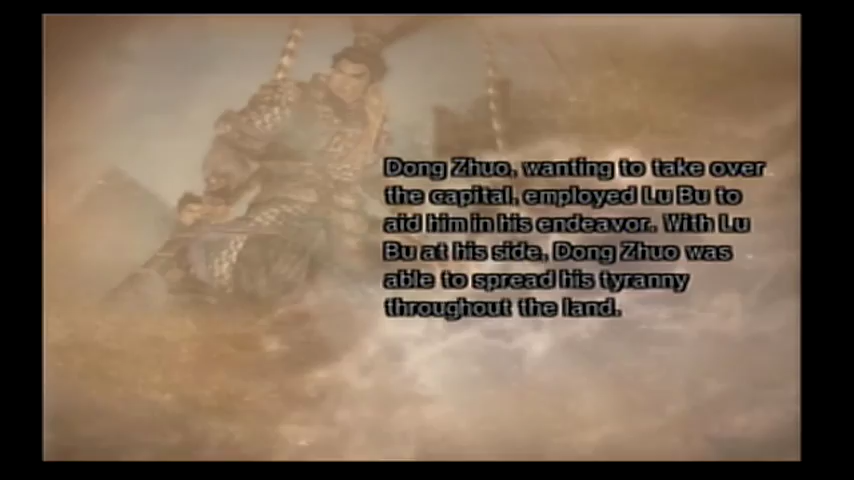 Dong Zhuo, wanting to take over
the capital, employed Lu Bu to
aid him in his endeavor. With Lu
Bu at his side, Dong Zhuo was
able to spread his tyranny
throughout the land.